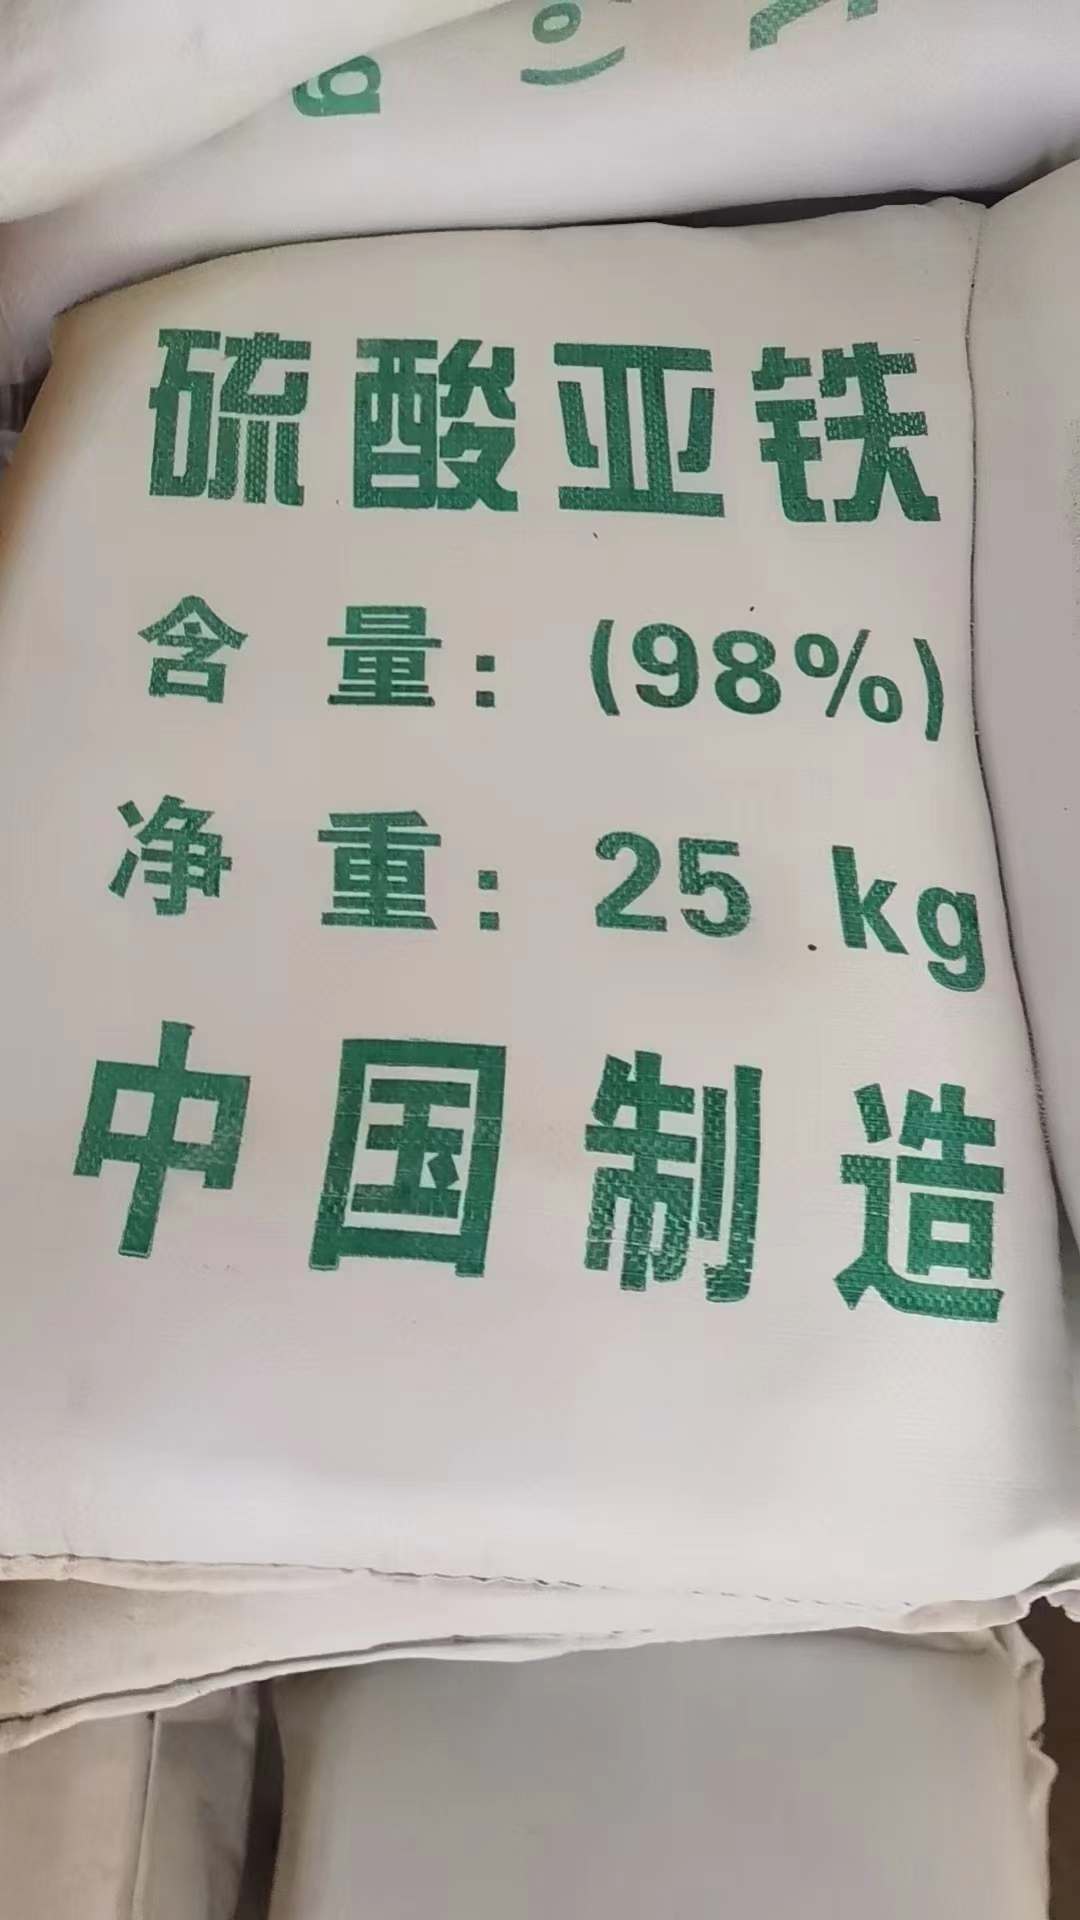 硫酸亚铁
含量：(98%)
净重：25 kg
中国制造